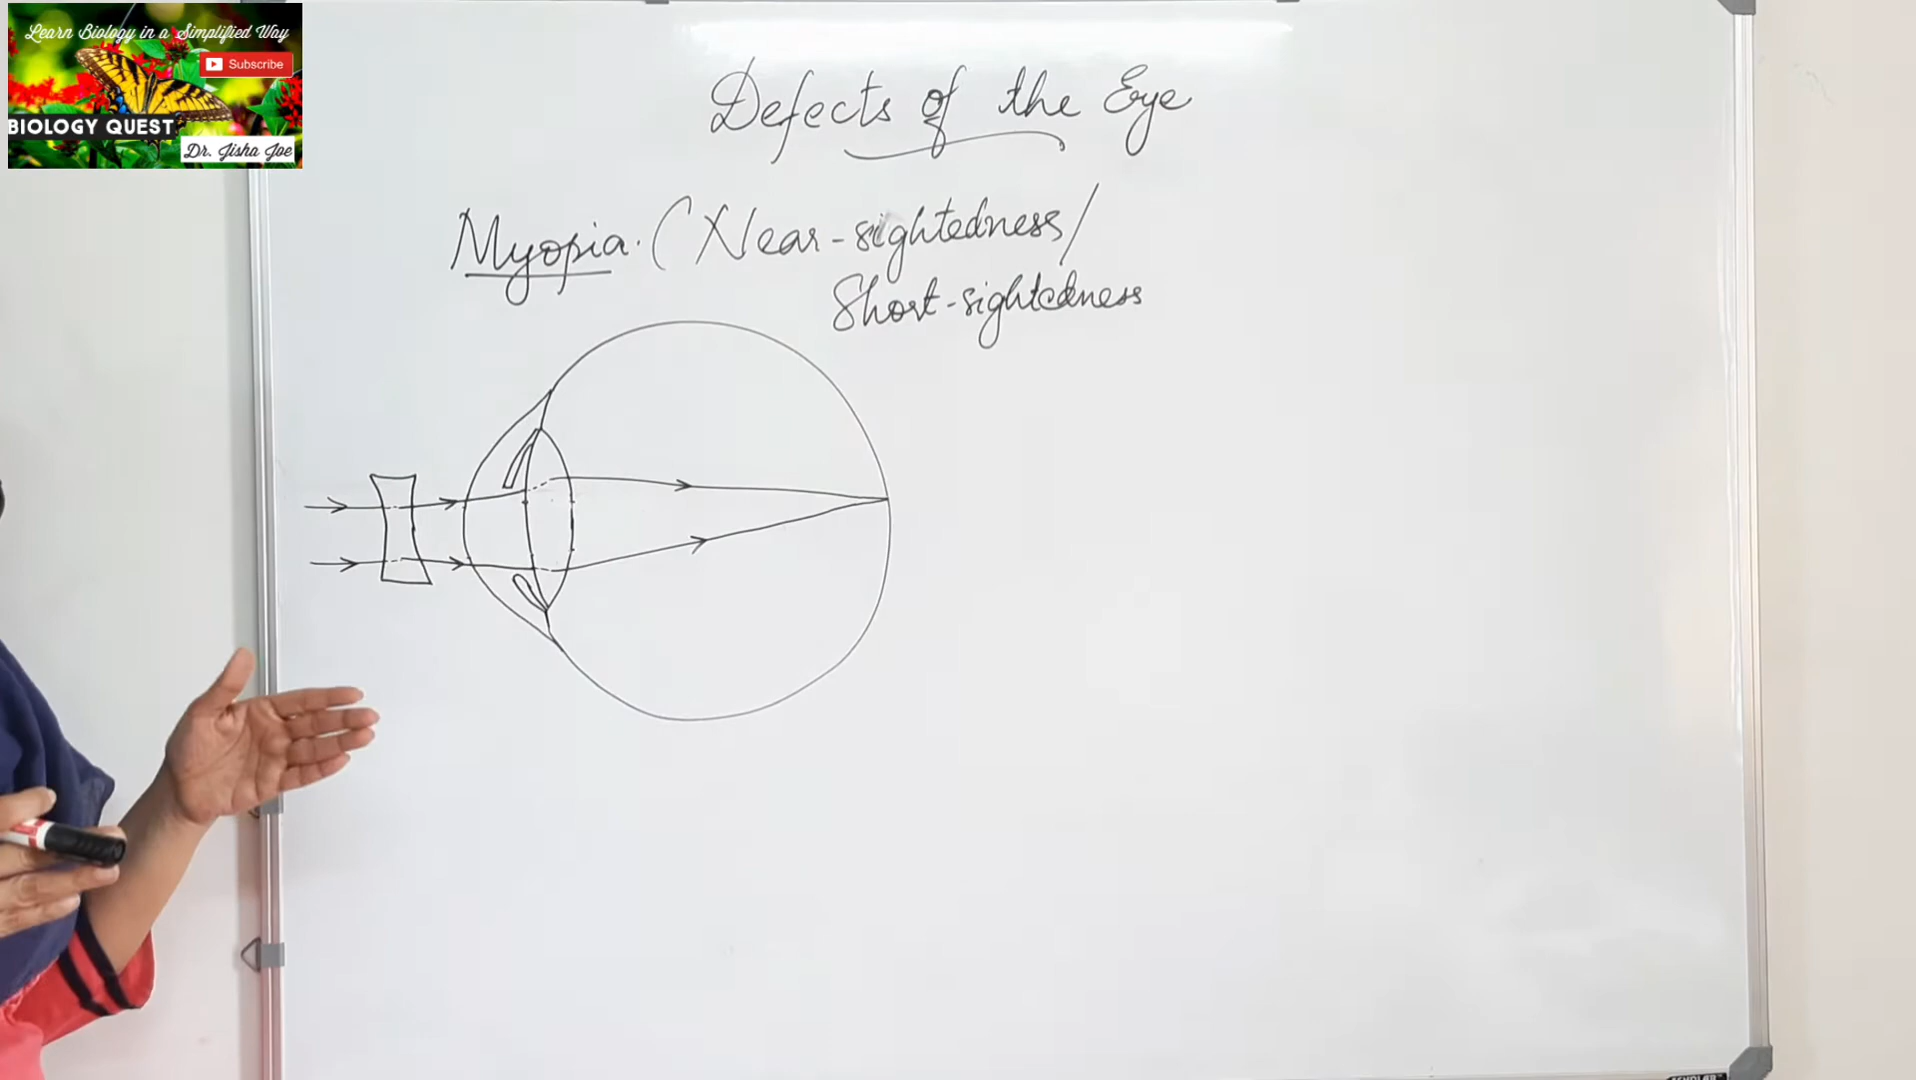 Learn Biology in a Simplified Way
Subscribe
BIOLOGY QUEST
Dr. Jisha Joe
Defects of the Eye
Myopia. (Near-sightedness/
Short-sightedness